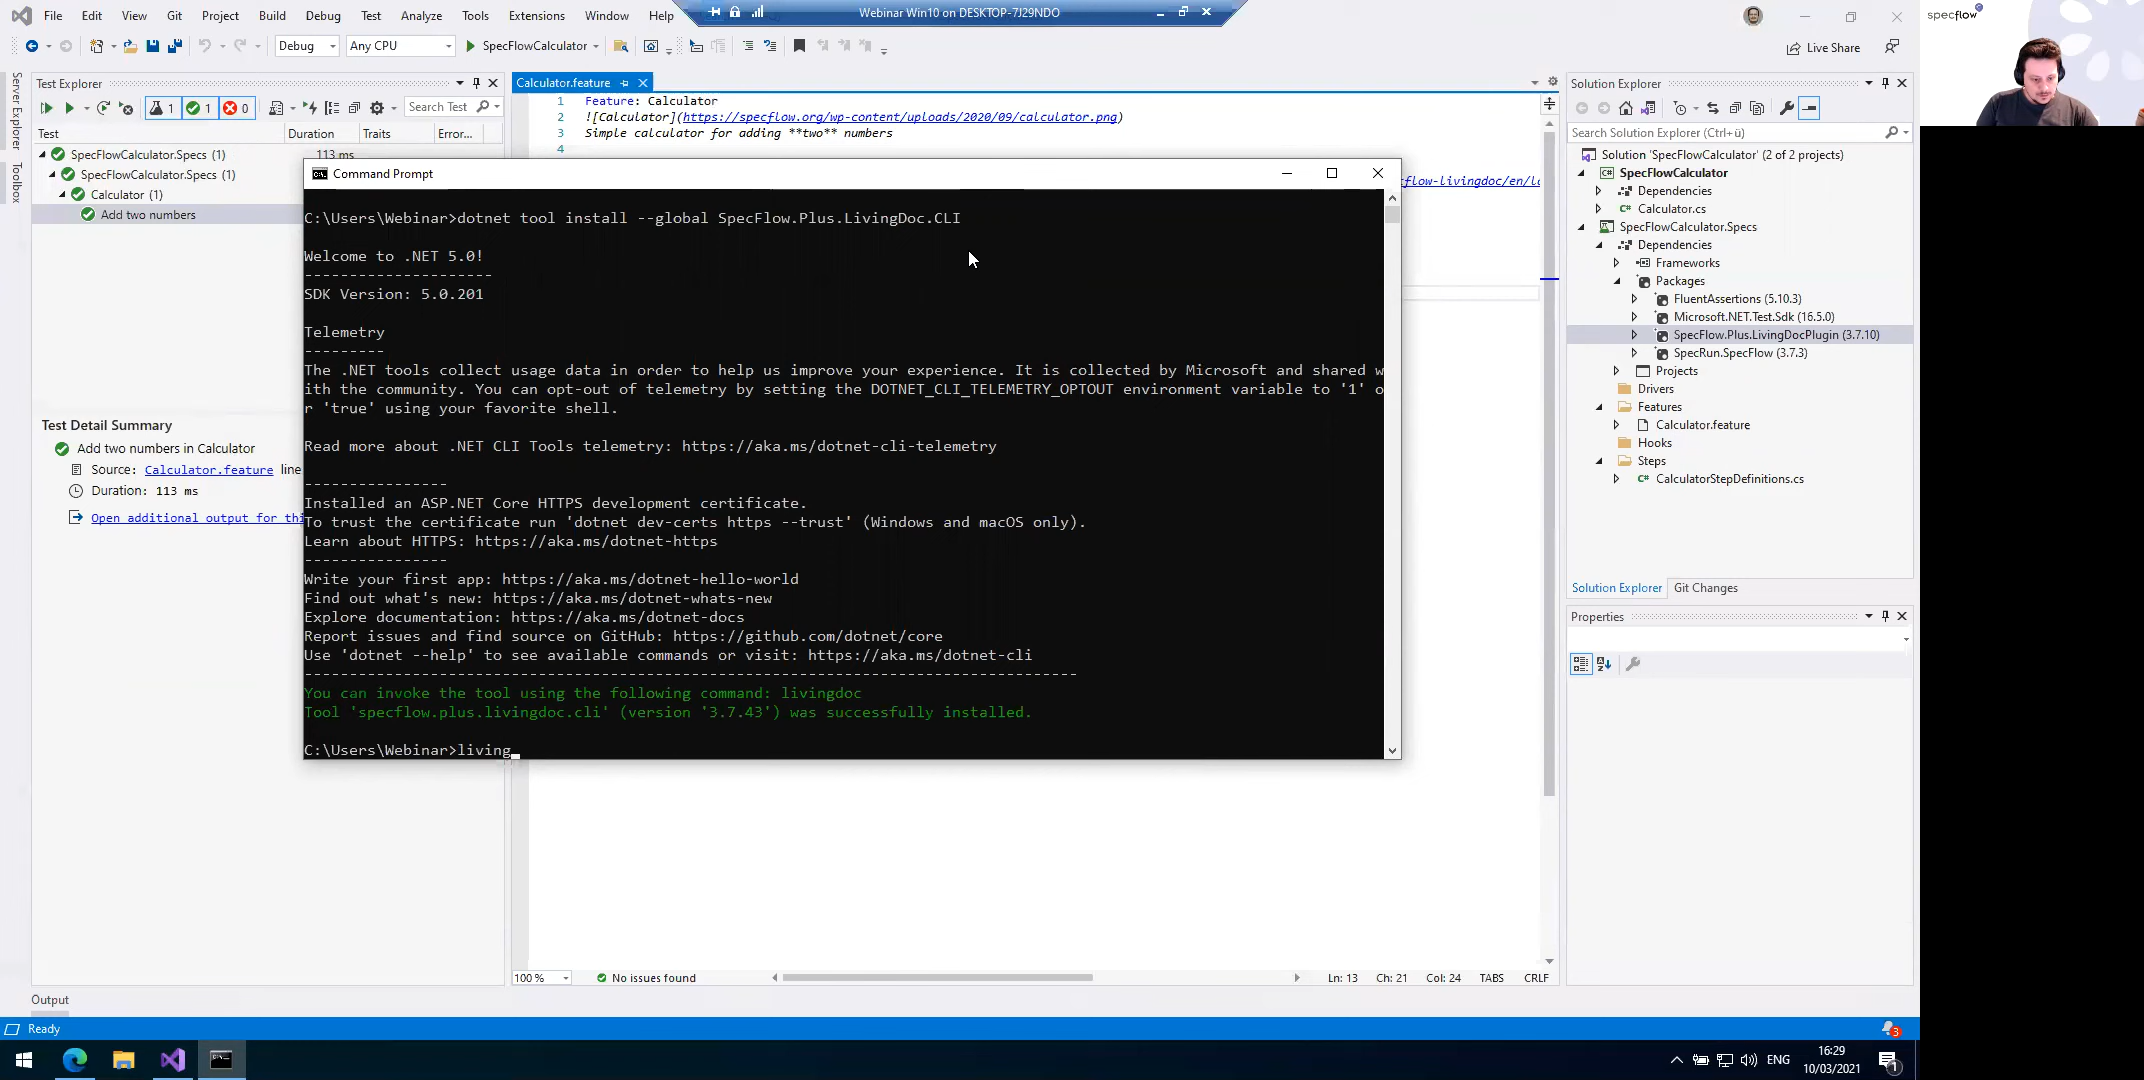 File Edit View Git Project Build Debug Test Analyze Tools Extensions Window Help
Webinar Win10 on DESKTOP-7J29NDO
specflow
Debug Any CPU SpecFlowCalculator
Live Share
Server Explorer
Toolbox
Test Explorer
1 1 0
Search Test
Test Duration Traits Error...
SpecFlowCalculator.Specs (1) 113 ms
SpecFlowCalculator.Specs (1)
Calculator (1)
Add two numbers
Test Detail Summary
Add two numbers in Calculator
Source: Calculator.feature line
Duration: 113 ms
Open additional output for thi
Calculator.feature
1 Feature: Calculator
2 ![Calculator](https://specflow.org/wp-content/uploads/2020/09/calculator.png)
3 Simple calculator for adding **two** numbers
4
flow-livingdoc/en/la
Command Prompt
C:\Users\Webinar>dotnet tool install --global SpecFlow.Plus.LivingDoc.CLI
Welcome to .NET 5.0!
---------------------
SDK Version: 5.0.201
Telemetry
---------
The .NET tools collect usage data in order to help us improve your experience. It is collected by Microsoft and shared w
ith the community. You can opt-out of telemetry by setting the DOTNET_CLI_TELEMETRY_OPTOUT environment variable to '1' o
r 'true' using your favorite shell.
Read more about .NET CLI Tools telemetry: https://aka.ms/dotnet-cli-telemetry
----------------
Installed an ASP.NET Core HTTPS development certificate.
To trust the certificate run 'dotnet dev-certs https --trust' (Windows and macOS only).
Learn about HTTPS: https://aka.ms/dotnet-https
----------------
Write your first app: https://aka.ms/dotnet-hello-world
Find out what's new: https://aka.ms/dotnet-whats-new
Explore documentation: https://aka.ms/dotnet-docs
Report issues and find source on GitHub: https://github.com/dotnet/core
Use 'dotnet --help' to see available commands or visit: https://aka.ms/dotnet-cli
--------------------------------------------------------------------------------------
You can invoke the tool using the following command: livingdoc
Tool 'specflow.plus.livingdoc.cli' (version '3.7.43') was successfully installed.
C:\Users\Webinar>living_
100 % No issues found Ln: 13 Ch: 21 Col: 24 TABS CRLF
Solution Explorer
Search Solution Explorer (Ctrl+ü)
Solution 'SpecFlowCalculator' (2 of 2 projects)
SpecFlowCalculator
Dependencies
Calculator.cs
SpecFlowCalculator.Specs
Dependencies
Frameworks
Packages
FluentAssertions (5.10.3)
Microsoft.NET.Test.Sdk (16.5.0)
SpecFlow.Plus.LivingDocPlugin (3.7.10)
SpecRun.SpecFlow (3.7.3)
Projects
Drivers
Features
Calculator.feature
Hooks
Steps
CalculatorStepDefinitions.cs
Solution Explorer Git Changes
Properties
Output
Ready
3
ENG
16:29
10/03/2021
1